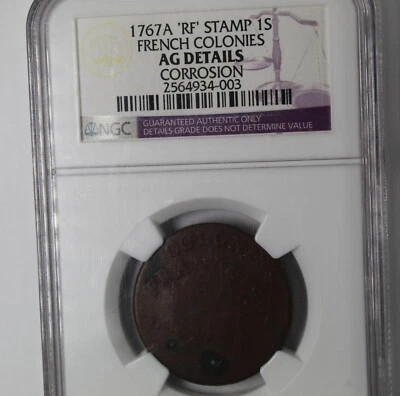 1767A 'RF' STAMP 1S
FRENCH COLONIES
AG DETAILS
CORROSION
2564934-003
NGC
GUARANTEED AUTHENTIC ONLY
DETAILS GRADE DOES NOT DETERMINE VALUE